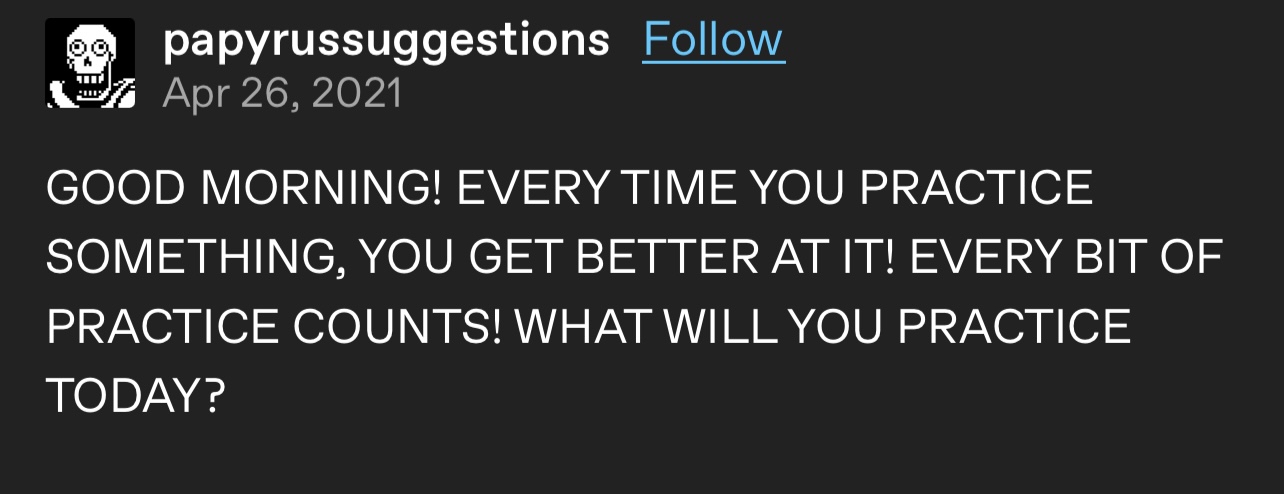 papyrussuggestions Follow
Apr 26, 2021
GOOD MORNING! EVERY TIME YOU PRACTICE
SOMETHING, YOU GET BETTER AT IT! EVERY BIT OF
PRACTICE COUNTS! WHAT WILL YOU PRACTICE
TODAY?